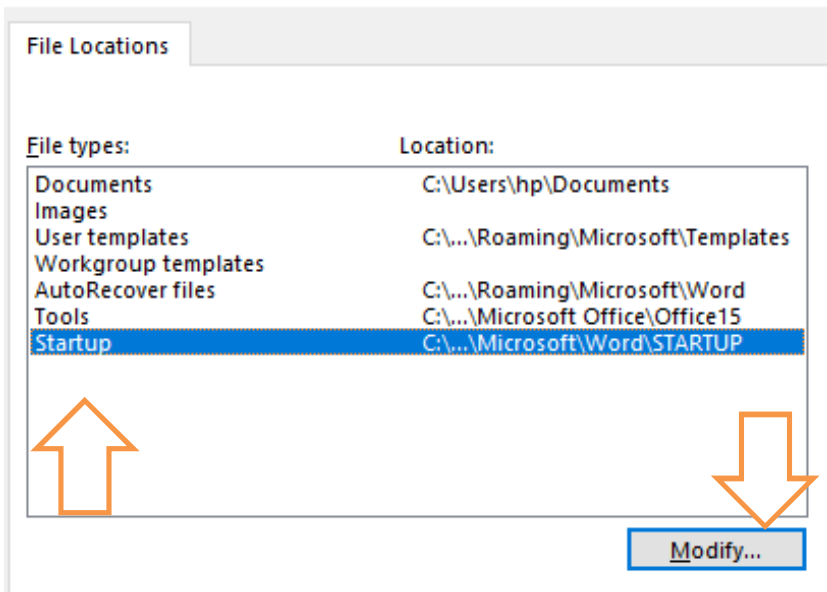 File Locations
File types: Location:
Documents C:\Users\hp\Documents
Images
User templates C:\...\Roaming\Microsoft\Templates
Workgroup templates
AutoRecover files C:\...\Roaming\Microsoft\Word
Tools C:\...\Microsoft Office\Office15
Startup C:\...\Microsoft\Word\STARTUP
Modify...